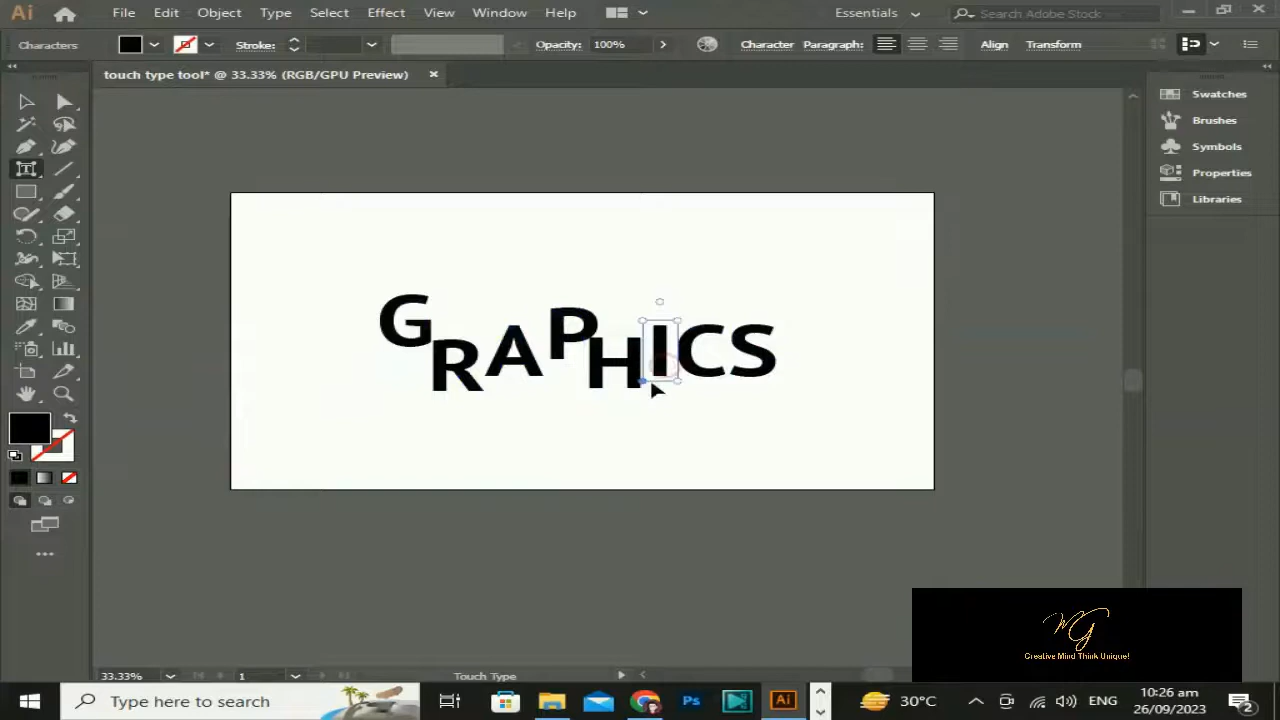 Ai File Edit Object Type Select Effect View Window Help Essentials Search Adobe Stock
Characters Stroke: Opacity: 100% Character Paragraph: Align Transform
touch type tool* @ 33.33% (RGB/GPU Preview)
Swatches
Brushes
Symbols
Properties
Libraries
GRAPHICS
Creative Mind Think Unique!
33.33% 1 Touch Type
Type here to search Ps Ai 30°C ENG 10:26 am
26/09/2023 2